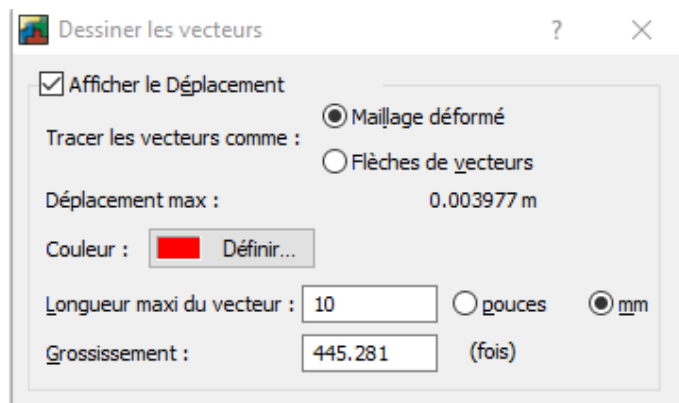 Dessiner les vecteurs ?
Afficher le Déplacement
Tracer les vecteurs comme :
Maillage déformé
Flèches de vecteurs
Déplacement max : 0.003977 m
Couleur : Définir...
Longueur maxi du vecteur : 10 pouces mm
Grossissement : 445.281 (fois)